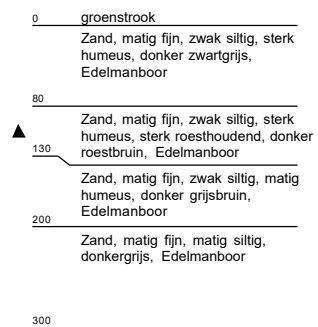 0 groenstrook
Zand, matig fijn, zwak siltig, sterk
humeus, donker zwartgrijs,
Edelmanboor
80
Zand, matig fijn, zwak siltig, sterk
humeus, sterk roesthoudend, donker
roestbruin, Edelmanboor
130
Zand, matig fijn, zwak siltig, matig
humeus, donker grijsbruin,
Edelmanboor
200
Zand, matig fijn, matig siltig,
donkergrijs, Edelmanboor
300